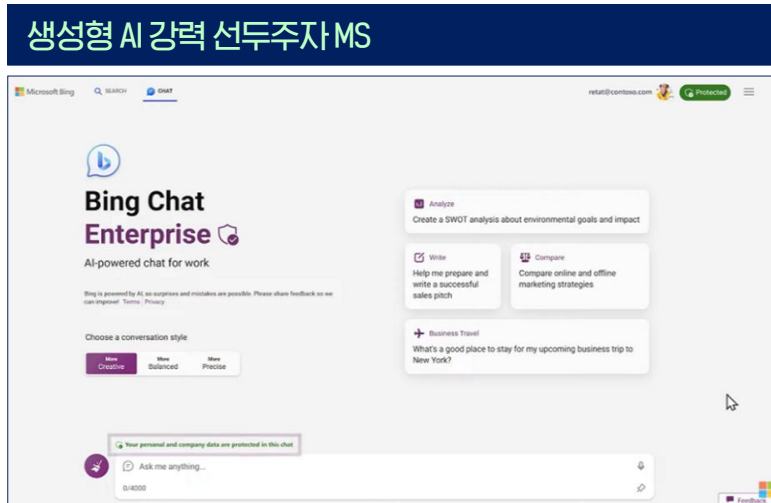 생성형 AI 강력 선두주자 MS
Microsoft Bing
SEARCH
CHAT
retat@contoso.com
Protected
Bing Chat
Enterprise
AI-powered chat for work
Bing is powered by AI, so surprises and mistakes are possible. Please share feedback so we
can improve! Terms | Privacy
Choose a conversation style
More
Creative
More
Balanced
More
Precise
Analyze
Create a SWOT analysis about environmental goals and impact
Write
Help me prepare and
write a successful
sales pitch
Compare
Compare online and offline
marketing strategies
Business Travel
What's a good place to stay for my upcoming business trip to
New York?
Your personal and company data are protected in this chat
Ask me anything...
0/4000
Feedback